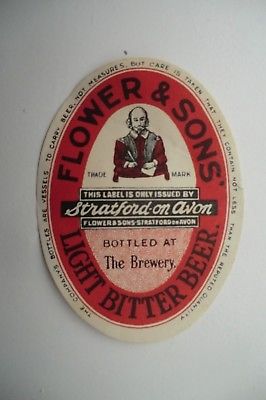 THE COMPANYS BOTTLES ARE VESSELS TO CARRY BEER, NOT MEASURES, BUT CARE IS TAKEN THAT THEY CONTAIN NOT LESS THAN THE REPUTED QUANTITY
FLOWER & SONS'
TRADE MARK
THIS LABEL IS ONLY ISSUED BY
Stratford-on Avon
FLOWER & SONS·STRATFORD ON AVON
BOTTLED AT
The Brewery.
LIGHT BITTER BEER.